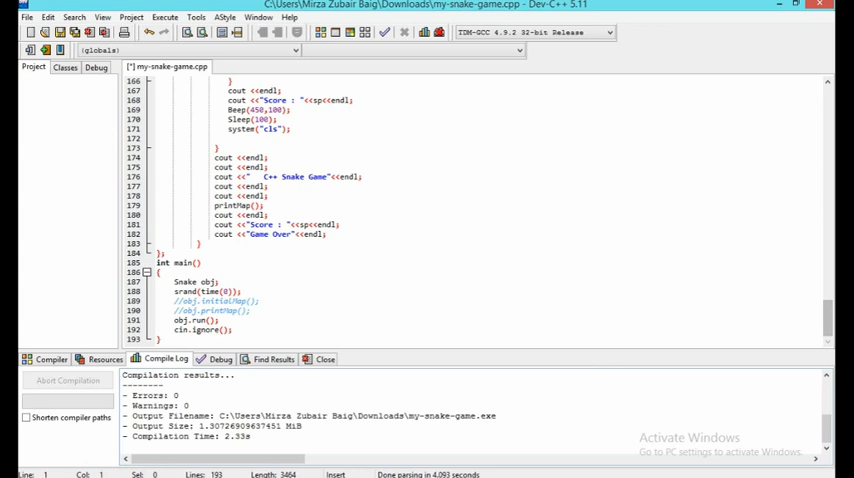 C:\Users\Mirza Zubair Baig\Downloads\my-snake-game.cpp - Dev-C++ 5.11
File Edit Search View Project Execute Tools AStyle Window Help
TDM-GCC 4.9.2 32-bit Release
(globals)
Project Classes Debug [*] my-snake-game.cpp
166 }
167 cout <<endl;
168 cout <<"Score : "<<sp<<endl;
169 Beep(450,100);
170 Sleep(100);
171 system("cls");
172
173 }
174 cout <<endl;
175 cout <<endl;
176 cout <<"   C++ Snake Game"<<endl;
177 cout <<endl;
178 cout <<endl;
179 printMap();
180 cout <<endl;
181 cout <<"Score : "<<sp<<endl;
182 cout <<"Game Over"<<endl;
183 }
184 };
185 int main()
186 {
187 Snake obj;
188 srand(time(0));
189 //obj.initialMap();
190 //obj.printMap();
191 obj.run();
192 cin.ignore();
193 }
Compiler Resources Compile Log Debug Find Results Close
Abort Compilation
Shorten compiler paths
Compilation results...
--------
- Errors: 0
- Warnings: 0
- Output Filename: C:\Users\Mirza Zubair Baig\Downloads\my-snake-game.exe
- Output Size: 1.30726909637451 MiB
- Compilation Time: 2.33s
Activate Windows
Go to PC settings to activate Windows.
Line: 1 Col: 1 Sel: 0 Lines: 193 Length: 3464 Insert Done parsing in 4.093 seconds